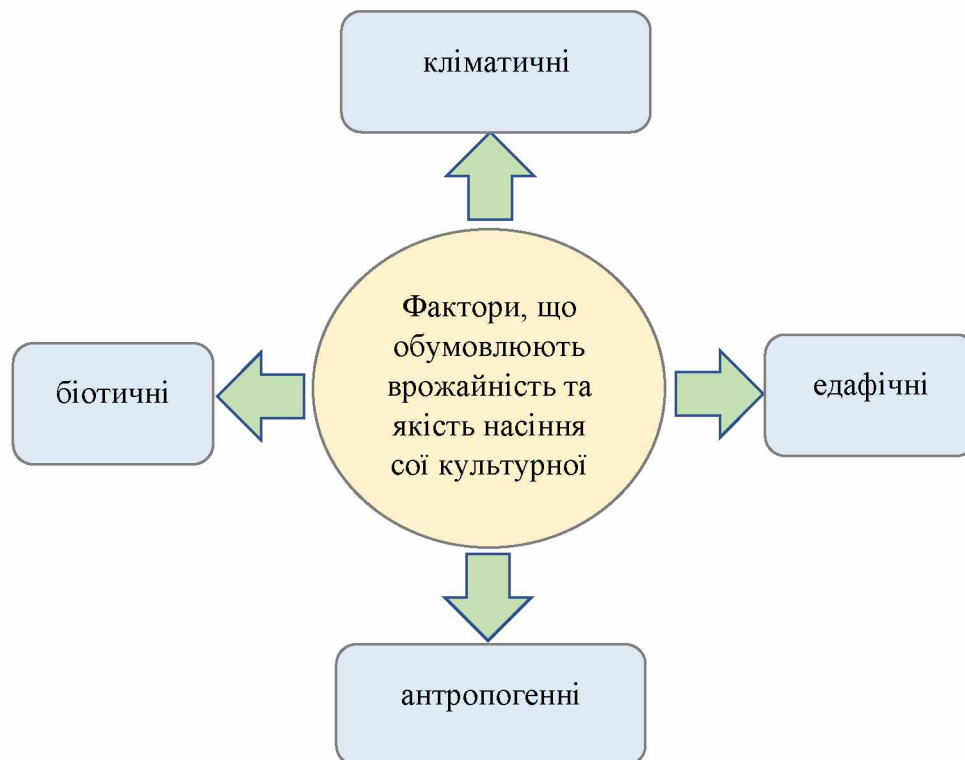 кліматичні
Фактори, що
обумовлюють
врожайність та
якість насіння
сої культурної
біотичні
едафічні
антропогенні